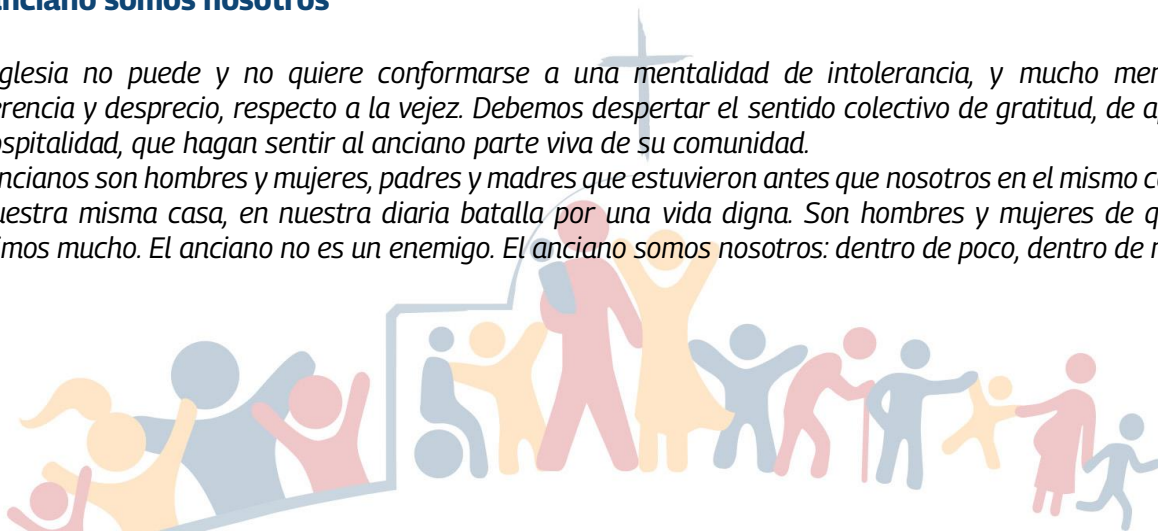 anciano somos nosotros
glesia no puede y no quiere conformarse a una mentalidad de intolerancia, y mucho men
erencia y desprecio, respecto a la vejez. Debemos despertar el sentido colectivo de gratitud, de a
ospitalidad, que hagan sentir al anciano parte viva de su comunidad.
ncianos son hombres y mujeres, padres y madres que estuvieron antes que nosotros en el mismo c
uestra misma casa, en nuestra diaria batalla por una vida digna. Son hombres y mujeres de q
imos mucho. El anciano no es un enemigo. El anciano somos nosotros: dentro de poco, dentro de